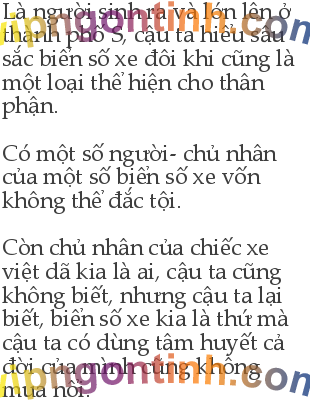 Là người sinh ra và lớn lên ở
thành phố S, cậu ta hiểu sâu
sắc biển số xe đôi khi cũng là
một loại thể hiện cho thân
phận.
Có một số người- chủ nhân
của một số biển số xe vốn
không thể đắc tội.
Còn chủ nhân của chiếc xe
việt dã kia là ai, cậu ta cũng
không biết, nhưng cậu ta lại
biết, biển số xe kia là thứ mà
cậu ta có dùng tâm huyết cả
đời của mình cũng không
mua nổi.
vipngontinh.com
vipngontinh.com